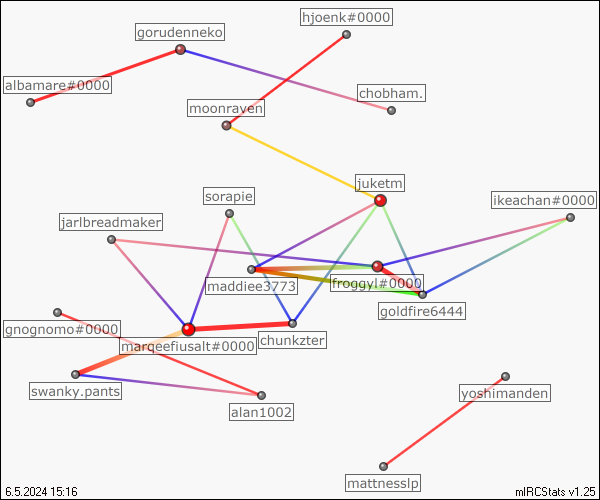 hjoenk#0000
gorudenneko
albamare#0000
chobham.
moonraven
juketm
sorapie
ikeachan#0000
jarlbreadmaker
maddiee3773
froggyl#0000
goldfire6444
gnognomo#0000
marqeefiusalt#0000
chunkzter
swanky.pants
alan1002
yoshimanden
mattnesslp
6.5.2024 15:16
mIRCStats v1.25